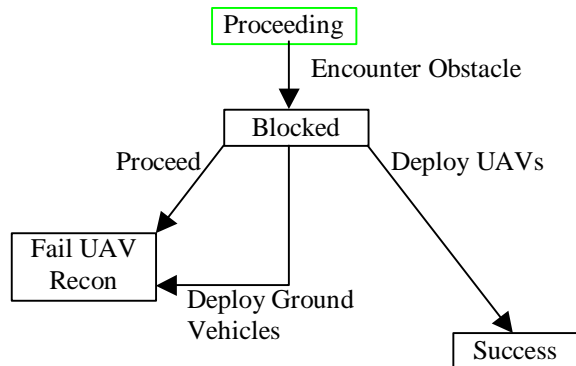 Proceeding
Encounter Obstacle
Blocked
Proceed
Deploy UAVs
Fail UAV
Recon
Deploy Ground
Vehicles
Success